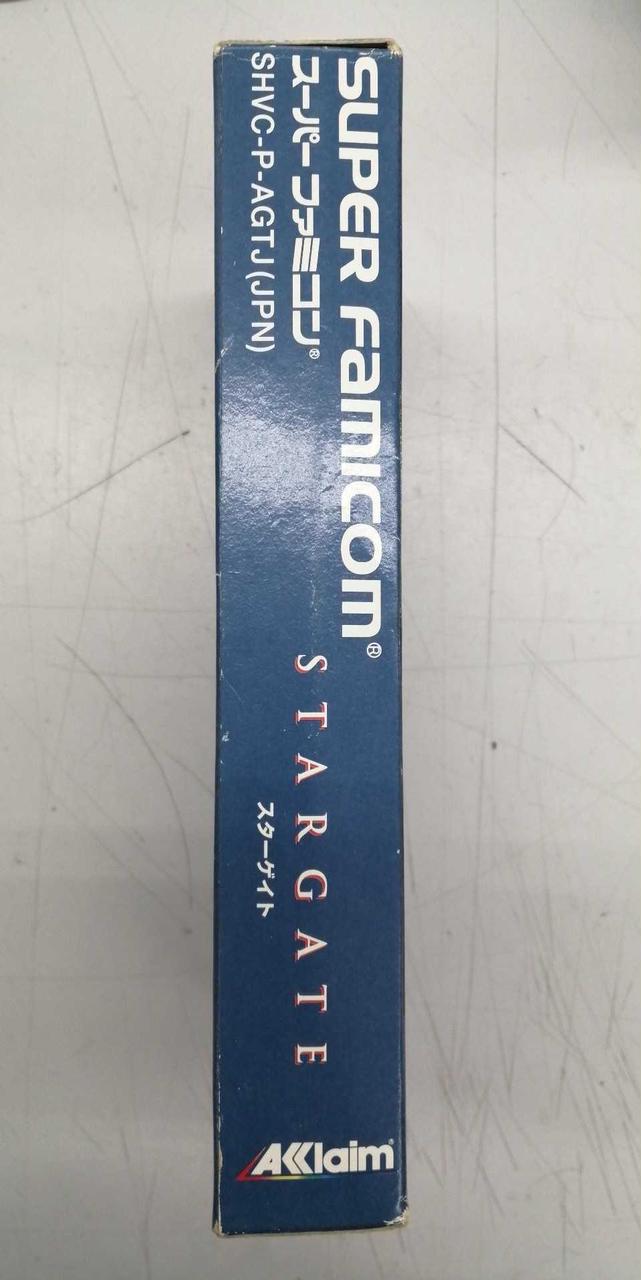 SUPER FAMICOM®
スーパーファミコン®
SHVC-P-AGTJ(JPN)
STARGATE
スターゲイト
AKklaim®